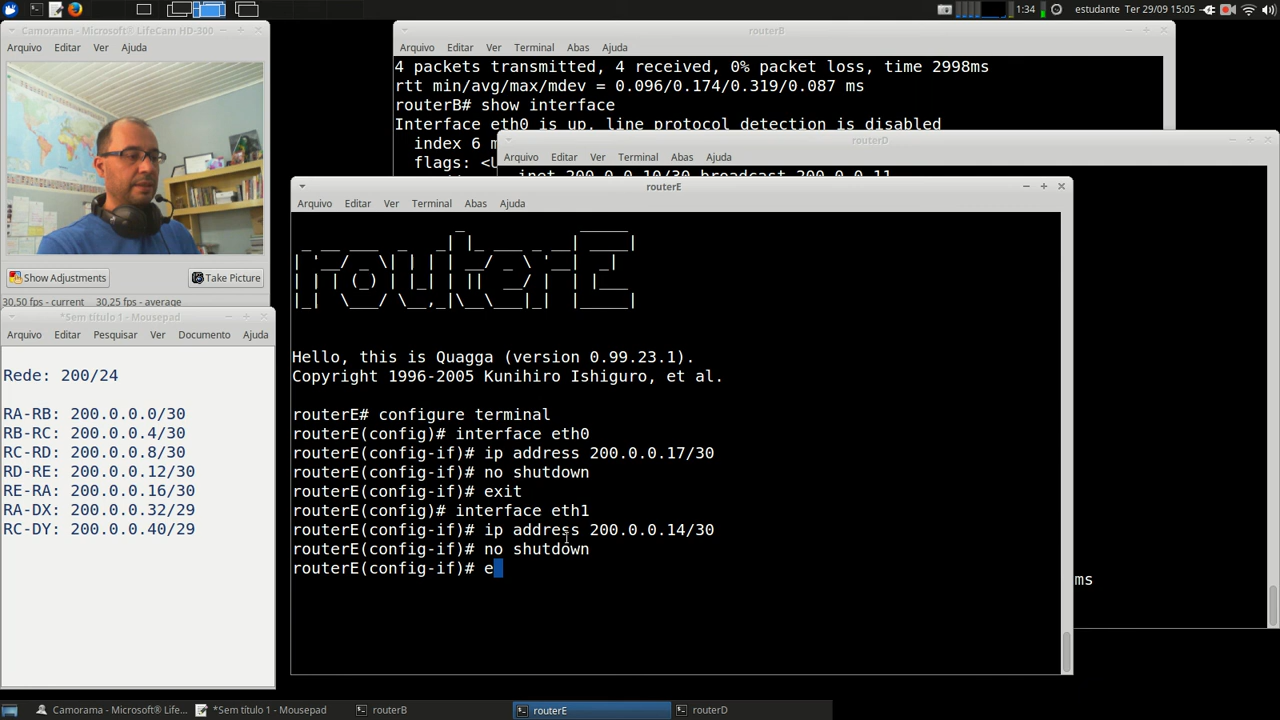 1:34
estudante Ter 29/09 15:05
Camorama - Microsoft® LifeCam HD-300
Arquivo Editar Ver Ajuda
Show Adjustments
Take Picture
30,50 fps - current 30,25 fps - average
*Sem título 1 - Mousepad
Arquivo Editar Pesquisar Ver Documento Ajuda
Rede: 200/24
RA-RB: 200.0.0.0/30
RB-RC: 200.0.0.4/30
RC-RD: 200.0.0.8/30
RD-RE: 200.0.0.12/30
RE-RA: 200.0.0.16/30
RA-DX: 200.0.0.32/29
RC-DY: 200.0.0.40/29
routerB
Arquivo Editar Ver Terminal Abas Ajuda
4 packets transmitted, 4 received, 0% packet loss, time 2998ms
rtt min/avg/max/mdev = 0.096/0.174/0.319/0.087 ms
routerB# show interface
Interface eth0 is up, line protocol detection is disabled
index 6 m
flags: <U
routerD
Arquivo Editar Ver Terminal Abas Ajuda
inet 200.0.0.10/30 broadcast 200.0.0.11
ms
routerE
Arquivo Editar Ver Terminal Abas Ajuda
routerE
Hello, this is Quagga (version 0.99.23.1).
Copyright 1996-2005 Kunihiro Ishiguro, et al.
routerE# configure terminal
routerE(config)# interface eth0
routerE(config-if)# ip address 200.0.0.17/30
routerE(config-if)# no shutdown
routerE(config-if)# exit
routerE(config-if)# interface eth1
routerE(config-if)# ip address 200.0.0.14/30
routerE(config-if)# no shutdown
routerE(config-if)# e
Camorama - Microsoft® LifeC...
*Sem título 1 - Mousepad
routerB
routerE
routerD